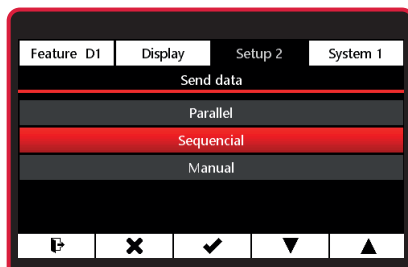 Feature D1 Display Setup 2 System 1
Send data
Parallel
Sequencial
Manual